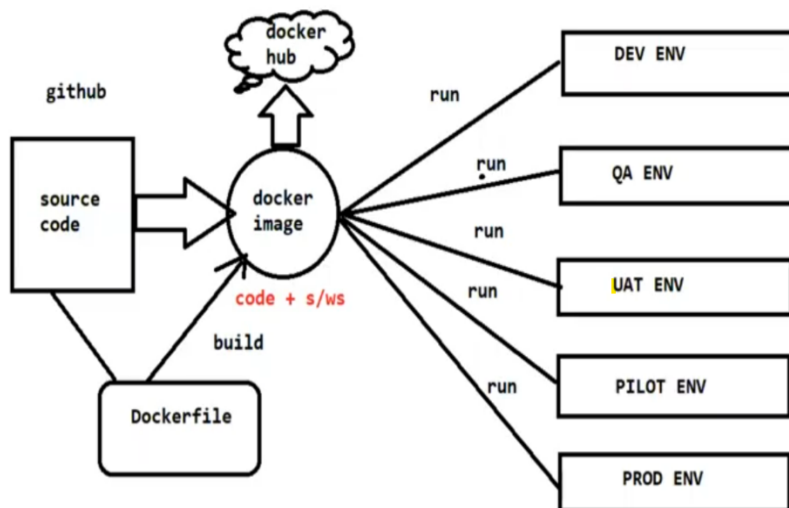 docker
hub
github
source
code
docker
image
code + s/ws
build
Dockerfile
run
run
run
run
run
DEV ENV
QA ENV
UAT ENV
PILOT ENV
PROD ENV